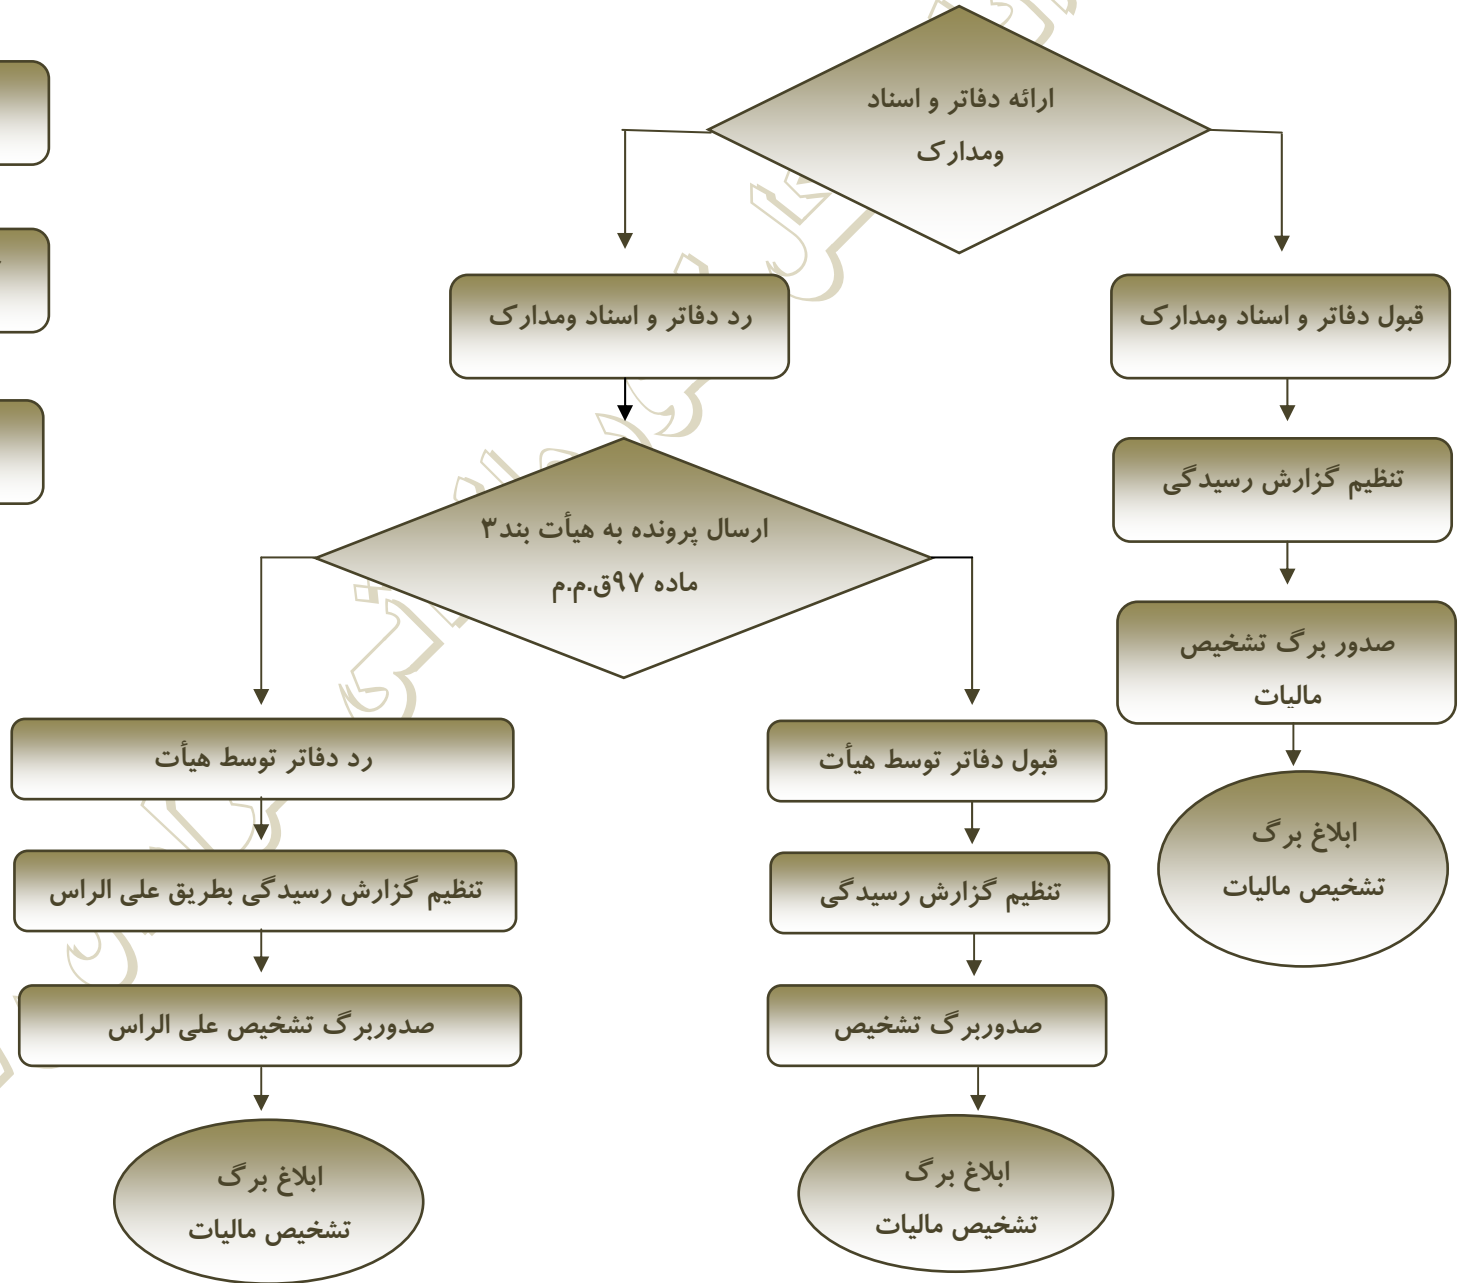 ارائه دفاتر و اسناد
ومدارک
قبول دفاتر و اسناد ومدارک
رد دفاتر و اسناد ومدارک
تنظیم گزارش رسیدگی
ارسال پرونده به هیأت بند۳
ماده ۹۷ق.م.م
صدور برگ تشخیص
مالیات
ابلاغ برگ
تشخیص مالیات
قبول دفاتر توسط هیأت
رد دفاتر توسط هیأت
تنظیم گزارش رسیدگی
تنظیم گزارش رسیدگی بطریق علی الراس
صدوربرگ تشخیص
صدوربرگ تشخیص علی الراس
ابلاغ برگ
تشخیص مالیات
ابلاغ برگ
تشخیص مالیات